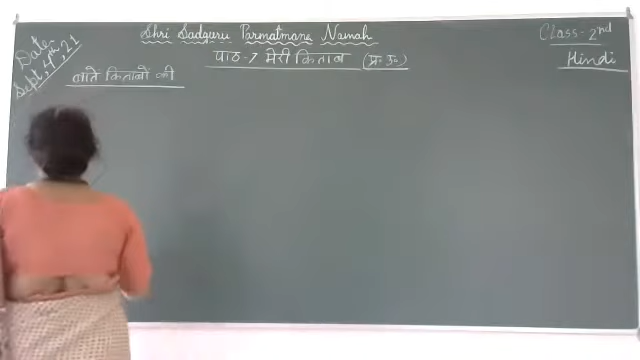 Shri Sadguru Parmatmane Namah
Class-2nd
Date
Sept, 4th, 21
पाठ-7 मेरी किताब (प्र॰ उ॰)
Hindi
बाते किताबों की